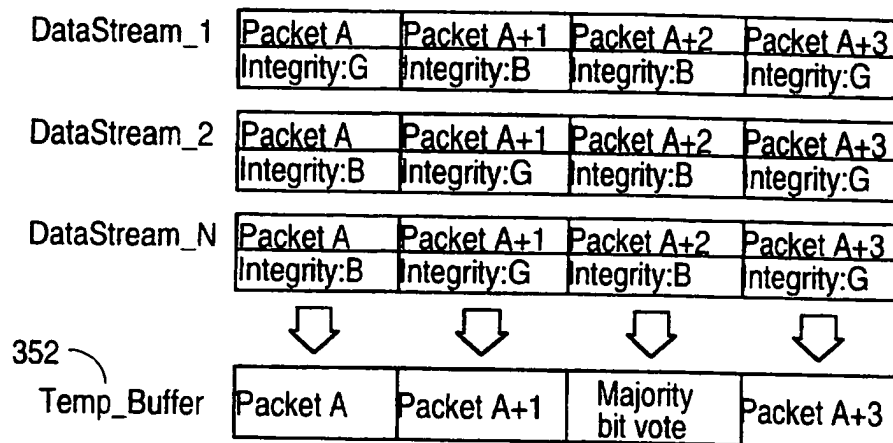 DataStream_1 Packet A Packet A+1 Packet A+2 Packet A+3
Integrity:G Integrity:B Integrity:B Integrity:G
DataStream_2 Packet A Packet A+1 Packet A+2 Packet A+3
Integrity:B Integrity:G Integrity:B Integrity:G
DataStream_N Packet A Packet A+1 Packet A+2 Packet A+3
Integrity:B Integrity:G Integrity:B Integrity:G
352
Temp_Buffer Packet A Packet A+1 Majority Packet A+3
bit vote